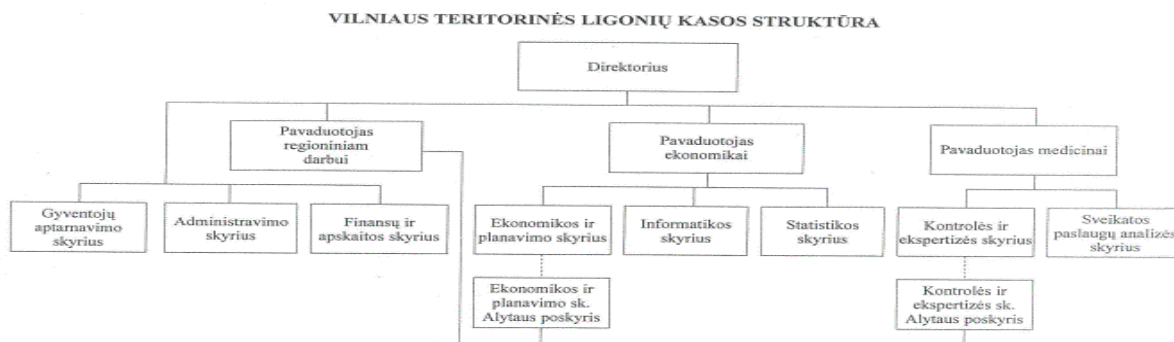 VILNIAUS TERITORINĖS LIGONIŲ KASOS STRUKTŪRA
Direktorius
Pavaduotojas
regioniniam
darbui
Pavaduotojas
ekonomikai
Pavaduotojas medicinai
Gyventojų
aptarnavimo
skyrius
Administravimo
skyrius
Finansų ir
apskaitos skyrius
Ekonomikos ir
planavimo skyrius
Informatikos
skyrius
Statistikos
skyrius
Kontrolės ir
ekspertizės skyrius
Sveikatos
paslaugų analizės
skyrius
Ekonomikos ir
planavimo sk.
Alytaus poskyris
Kontrolės ir
ekspertizės sk.
Alytaus poskyris